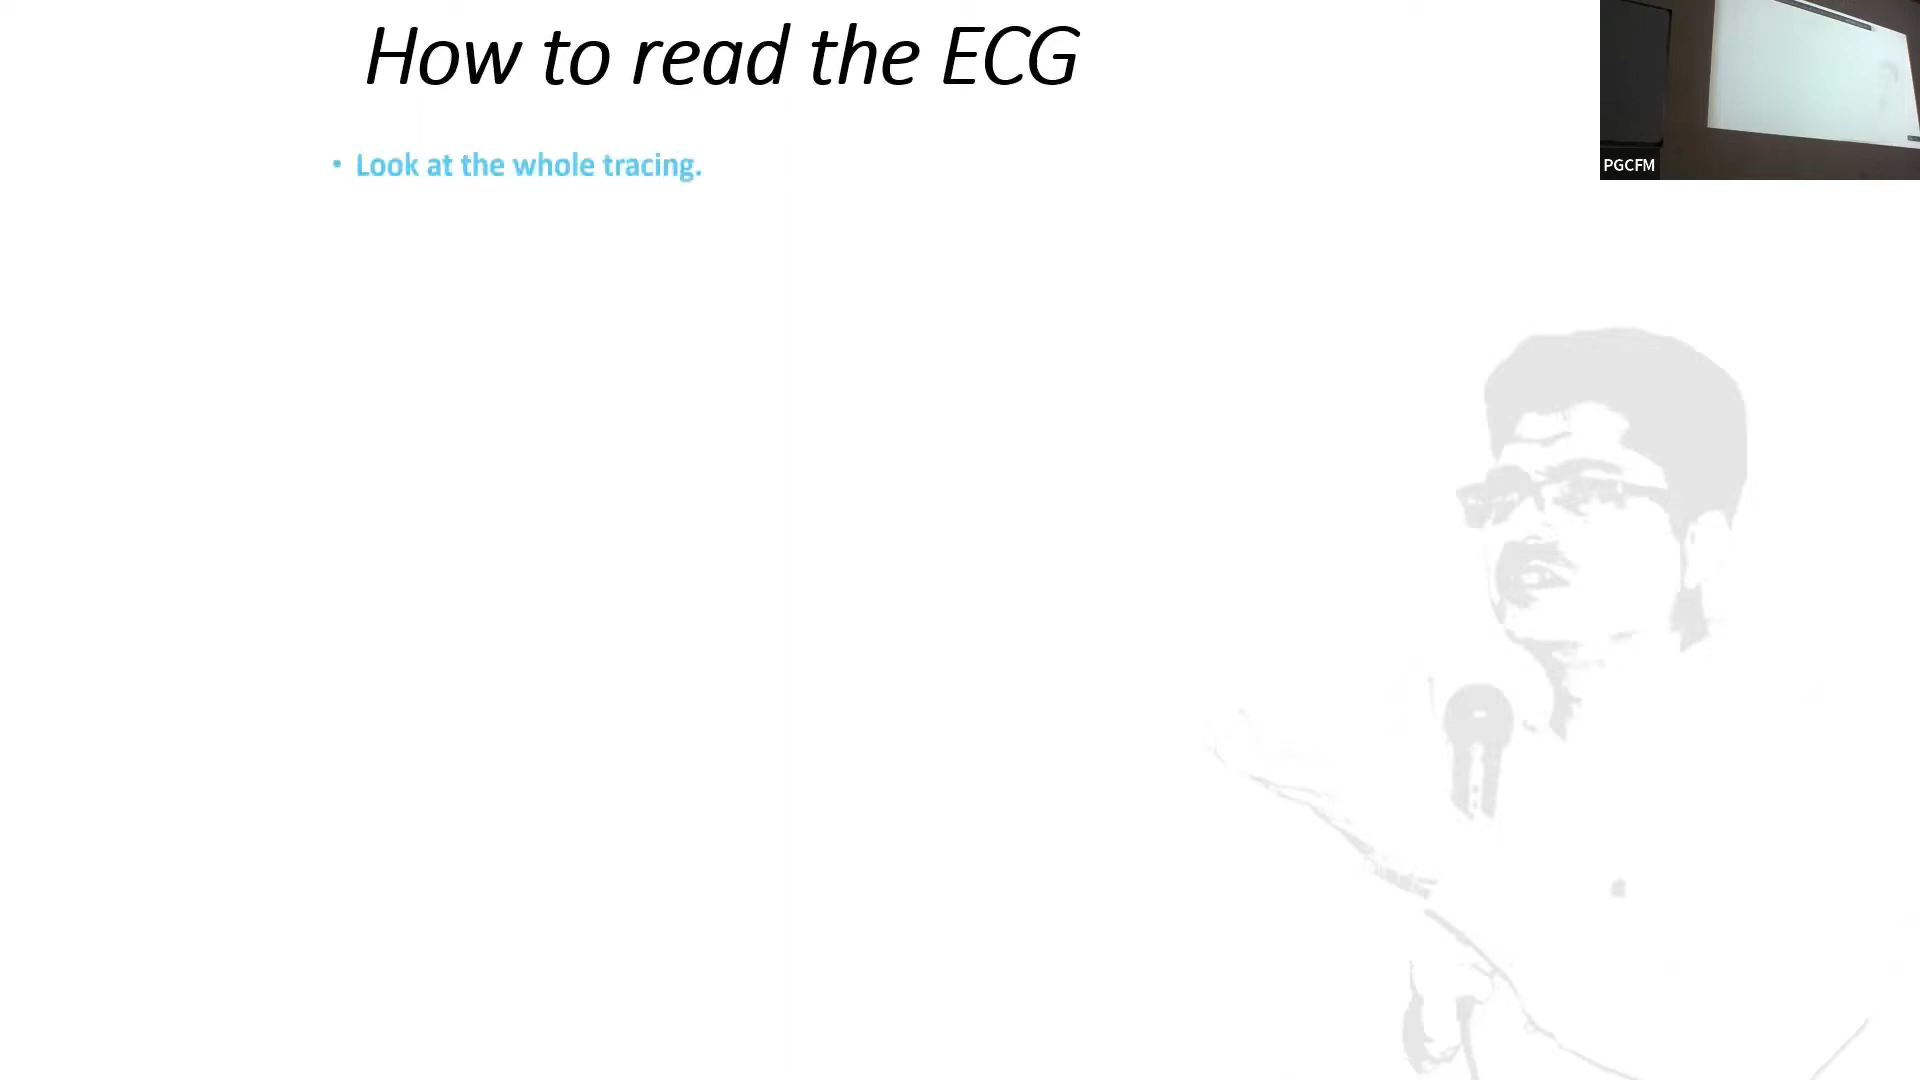 How to read the ECG
• Look at the whole tracing.
PGCFM